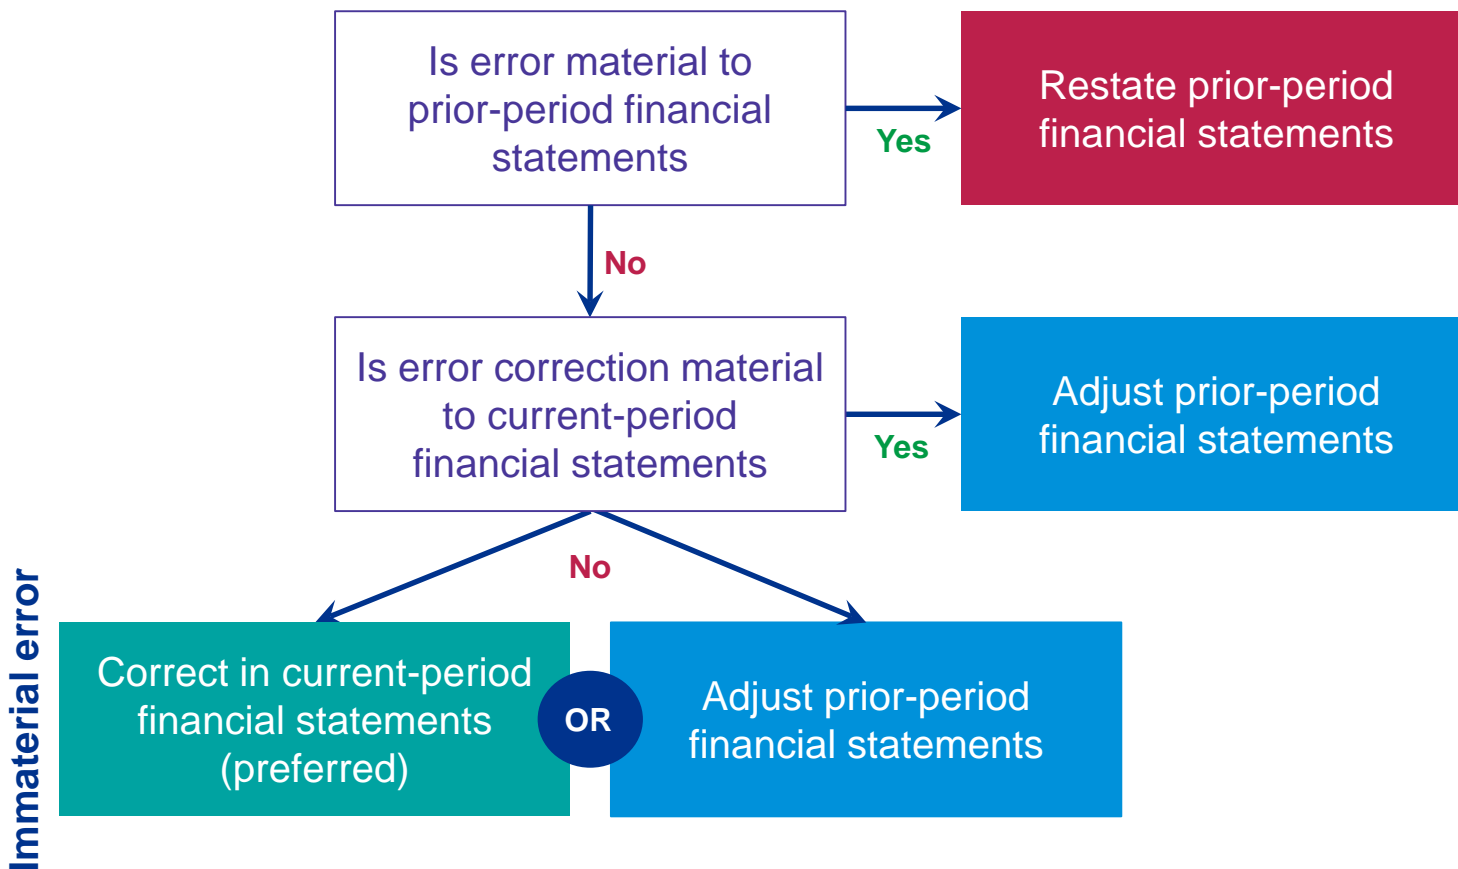 Is error material to
prior-period financial
statements
Yes
Restate prior-period
financial statements
No
Is error correction material
to current-period
financial statements
Yes
Adjust prior-period
financial statements
No
Immaterial error
Correct in current-period
financial statements
(preferred)
OR
Adjust prior-period
financial statements